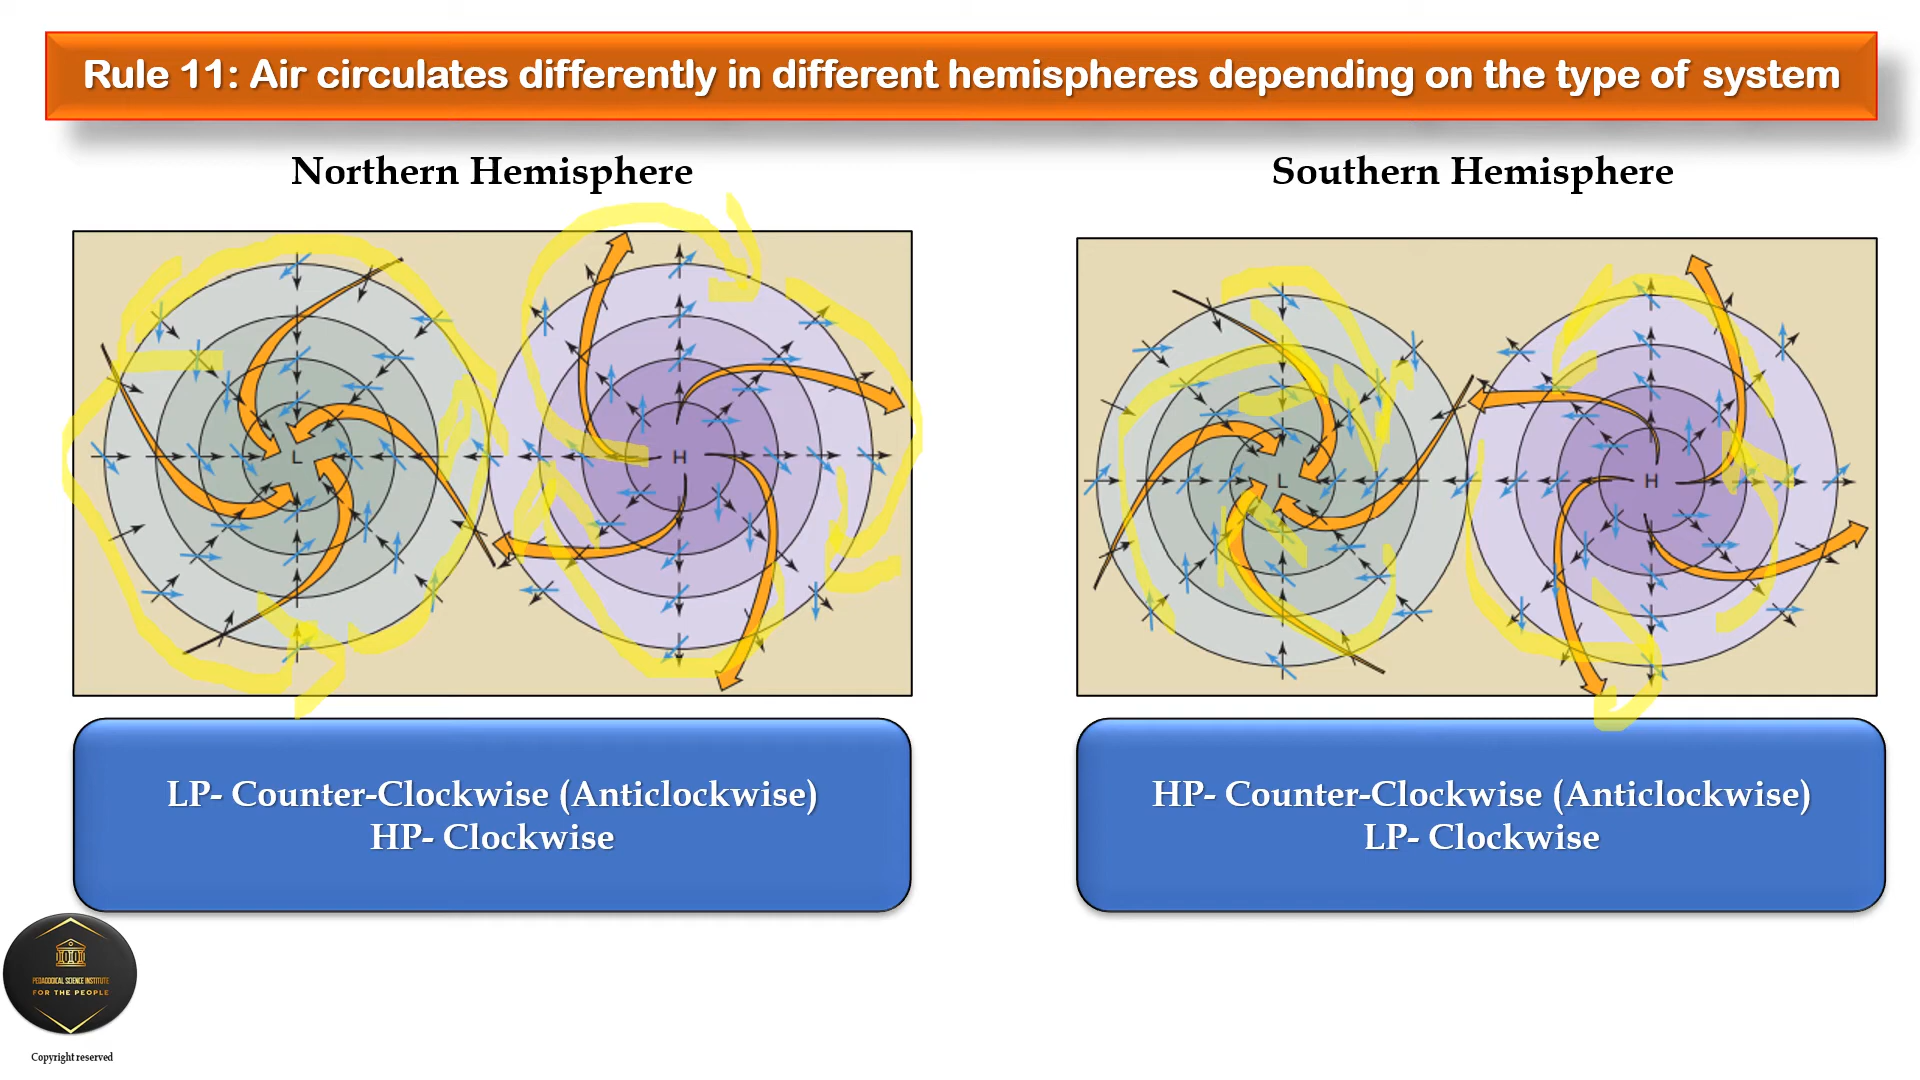 Rule 11: Air circulates differently in different hemispheres depending on the type of system
Northern Hemisphere
Southern Hemisphere
L
H
L
H
LP- Counter-Clockwise (Anticlockwise)
HP- Clockwise
HP- Counter-Clockwise (Anticlockwise)
LP- Clockwise
PEDAGOGICAL SCIENCE INSTITUTE
FOR THE PEOPLE
Copyright reserved